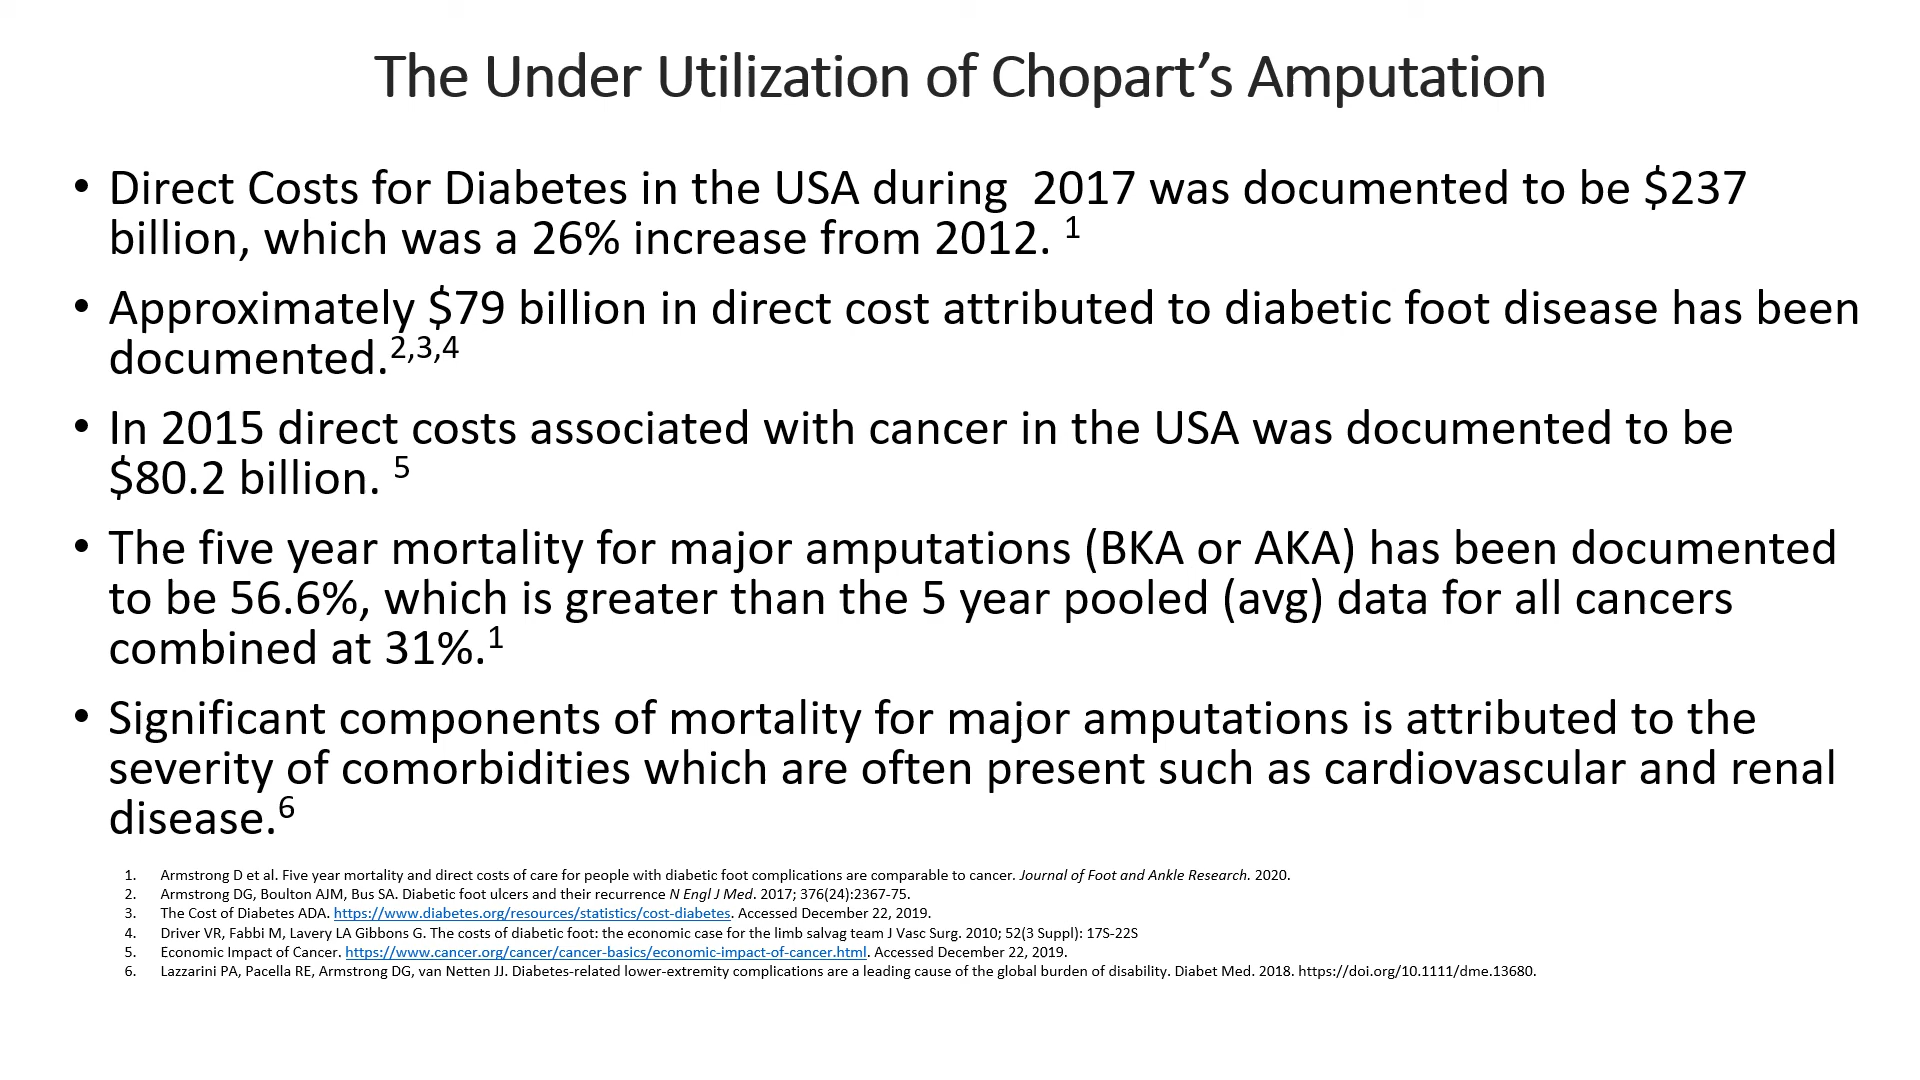 The Under Utilization of Chopart’s Amputation
• Direct Costs for Diabetes in the USA during  2017 was documented to be $237
billion, which was a 26% increase from 2012. 1
• Approximately $79 billion in direct cost attributed to diabetic foot disease has been
documented.2,3,4
• In 2015 direct costs associated with cancer in the USA was documented to be
$80.2 billion. 5
• The five year mortality for major amputations (BKA or AKA) has been documented
to be 56.6%, which is greater than the 5 year pooled (avg) data for all cancers
combined at 31%.1
• Significant components of mortality for major amputations is attributed to the
severity of comorbidities which are often present such as cardiovascular and renal
disease.6
1. Armstrong D et al. Five year mortality and direct costs of care for people with diabetic foot complications are comparable to cancer. Journal of Foot and Ankle Research. 2020.
2. Armstrong DG, Boulton AJM, Bus SA. Diabetic foot ulcers and their recurrence N Engl J Med. 2017; 376(24):2367-75.
3. The Cost of Diabetes ADA. https://www.diabetes.org/resources/statistics/cost-diabetes. Accessed December 22, 2019.
4. Driver VR, Fabbi M, Lavery LA Gibbons G. The costs of diabetic foot: the economic case for the limb salvag team J Vasc Surg. 2010; 52(3 Suppl): 17S-22S
5. Economic Impact of Cancer. https://www.cancer.org/cancer/cancer-basics/economic-impact-of-cancer.html. Accessed December 22, 2019.
6. Lazzarini PA, Pacella RE, Armstrong DG, van Netten JJ. Diabetes-related lower-extremity complications are a leading cause of the global burden of disability. Diabet Med. 2018. https://doi.org/10.1111/dme.13680.